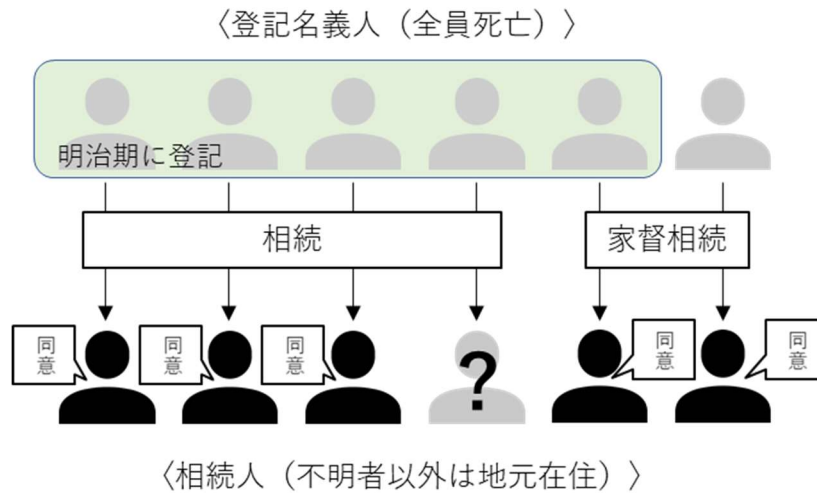 〈登記名義人（全員死亡）〉
明治期に登記
相続
家督相続
同意
同意
同意
?
同意
同意
〈相続人（不明者以外は地元在住）〉